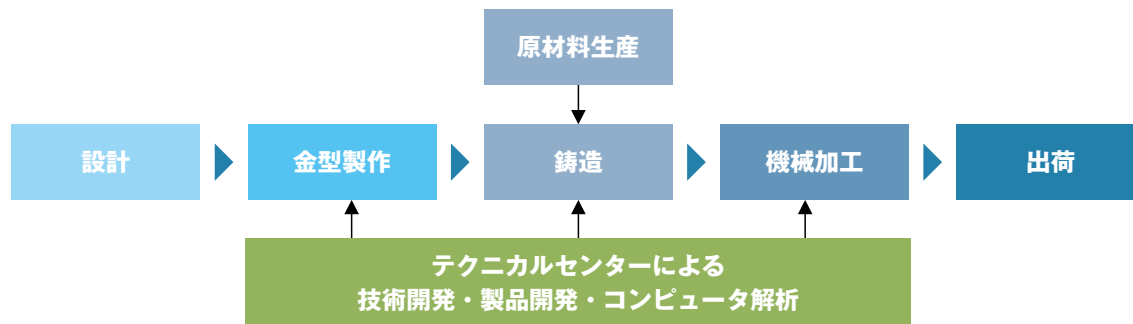 原材料生産
設計
金型製作
鋳造
機械加工
出荷
テクニカルセンターによる
技術開発・製品開発・コンピュータ解析